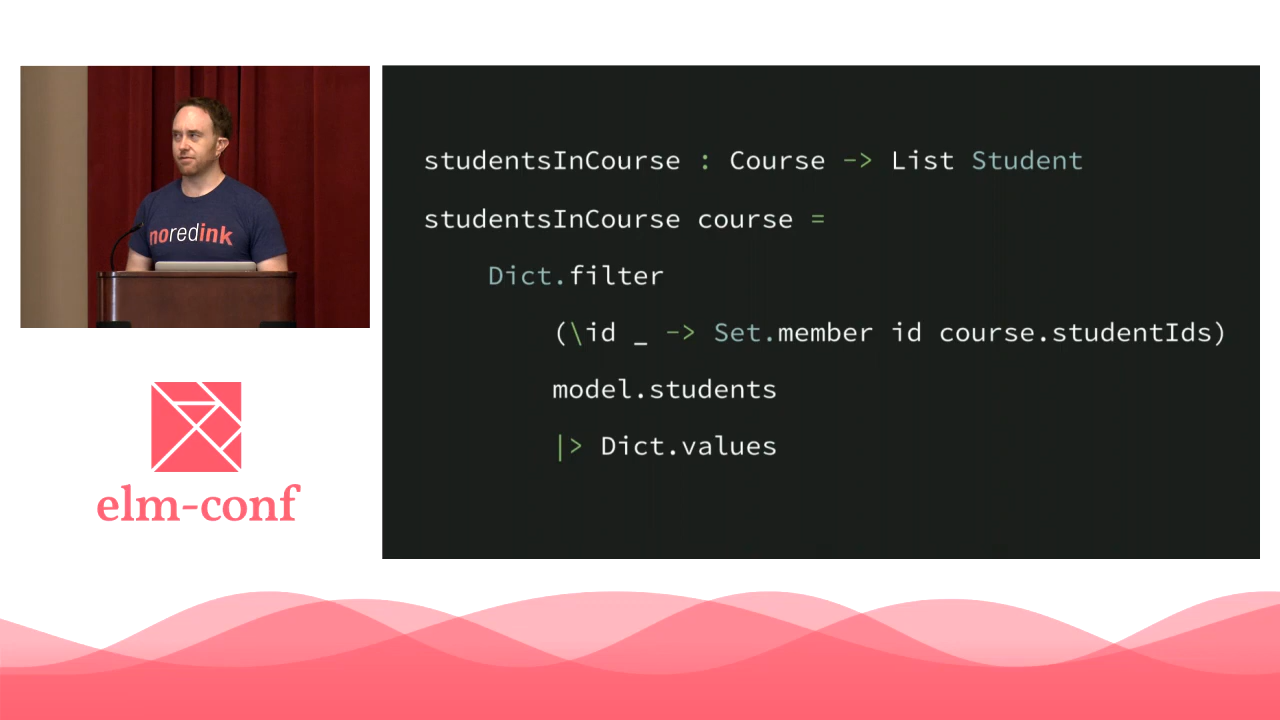 noredink
elm-conf
studentsInCourse : Course -> List Student
studentsInCourse course =
Dict.filter
(\id _ -> Set.member id course.studentIds)
model.students
|> Dict.values